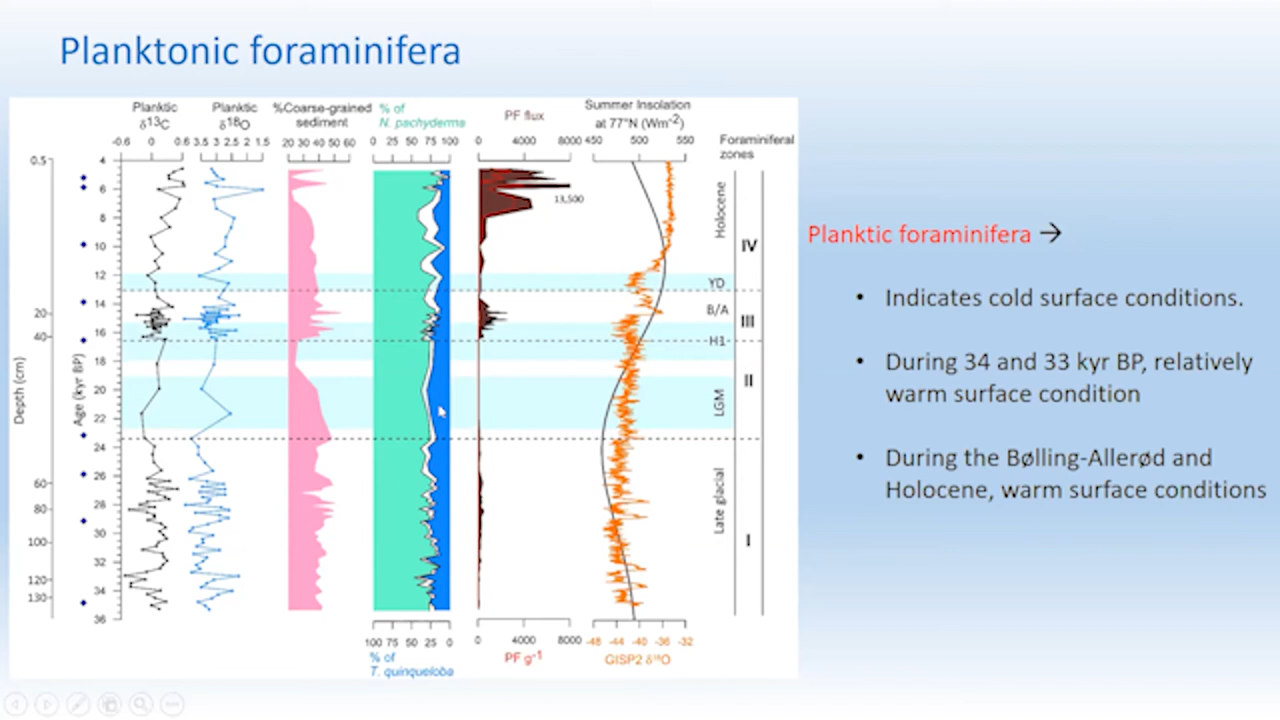 Planktonic foraminifera
Planktic
δ13C
Planktic
δ18O
%Coarse-grained
sediment
% of
N. pachyderma
PF flux
Summer Insolation
at 77°N (Wm-2)
Foraminiferal
zones
-0.6 0 0.6 3.5 3 2.5 2 1.5 20 30 40 50 60 0 25 50 75 100 0 4000 8000 450 500 550
0.5
20
40
60
80
100
120
130
Depth (cm)
4
6
8
10
12
14
16
18
20
22
24
26
28
30
32
34
36
Age (kyr BP)
13,500
Holocene
YD
B/A
H1
LGM
Late glacial
IV
III
II
I
100 75 50 25 0
% of
T. quinqueloba
0 4000 8000
PF g-1
-48 -44 -40 -36 -32
GISP2 δ18O
Planktic foraminifera →
• Indicates cold surface conditions.
• During 34 and 33 kyr BP, relatively
warm surface condition
• During the Bølling-Allerød and
Holocene, warm surface conditions